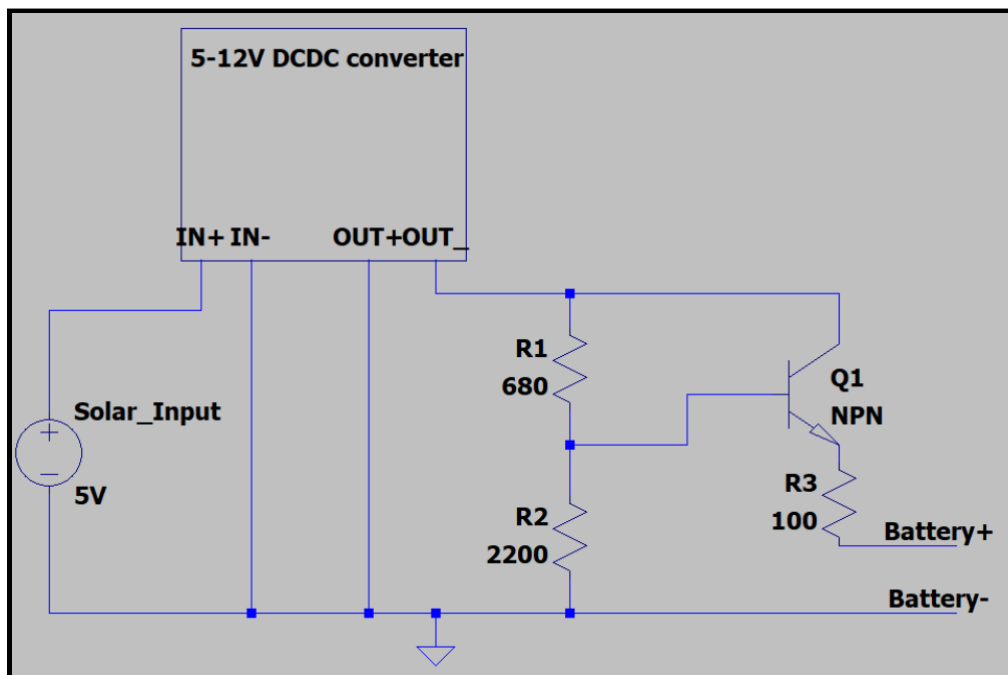 5-12V DCDC converter
IN+ IN- OUT+OUT_
Solar_Input
5V
R1
680
R2
2200
Q1
NPN
R3
100
Battery+
Battery-